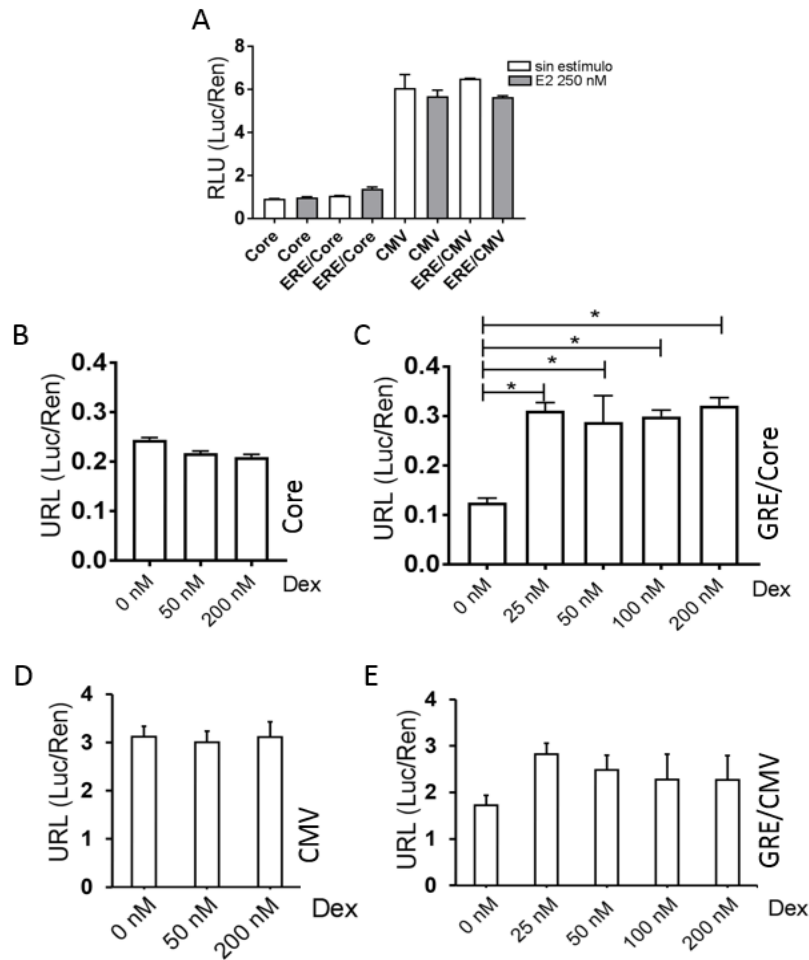 A
RLU (Luc/Ren)
8
6
4
2
0
sin estímulo
E2 250 nM
Core
Core
ERE/Core
ERE/Core
CMV
CMV
ERE/CMV
ERE/CMV
B
URL (Luc/Ren)
0.4
0.3
0.2
0.1
0.0
0 nM
50 nM
200 nM
Dex
Core
C
URL (Luc/Ren)
0.4
0.3
0.2
0.1
0.0
*
*
*
*
0 nM
25 nM
50 nM
100 nM
200 nM
Dex
GRE/Core
D
URL (Luc/Ren)
4
3
2
1
0
0 nM
50 nM
200 nM
Dex
CMV
E
URL (Luc/Ren)
4
3
2
1
0
0 nM
25 nM
50 nM
100 nM
200 nM
Dex
GRE/CMV